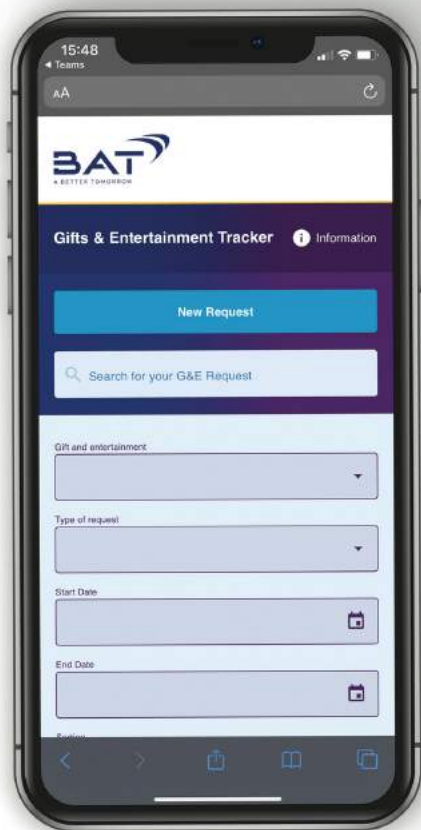 15:48
◀ Teams
AA
BAT
A BETTER TOMORROW
Gifts & Entertainment Tracker
i Information
New Request
Search for your G&E Request
Gift and entertainment
Type of request
Start Date
End Date